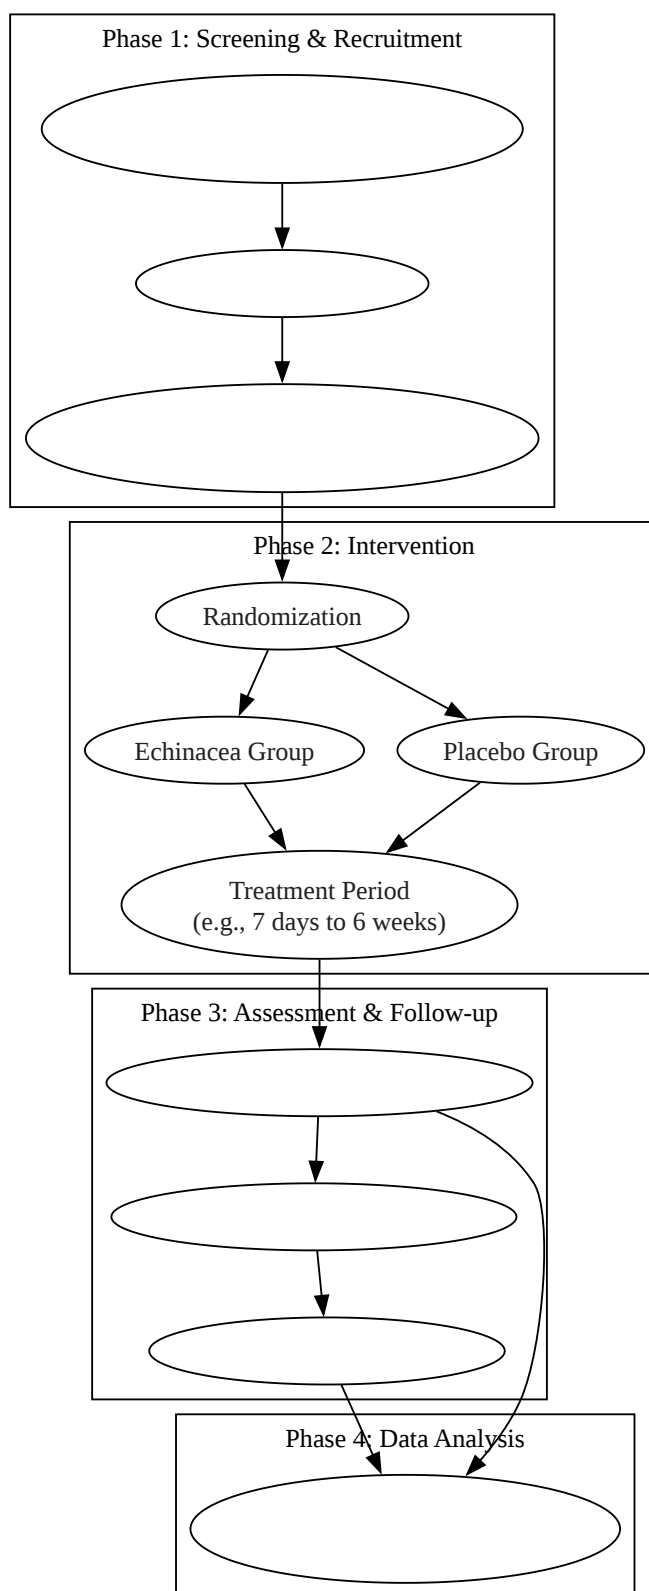 Phase 1: Screening & Recruitment
Phase 2: Intervention
Randomization
Echinacea Group
Placebo Group
Treatment Period
(e.g., 7 days to 6 weeks)
Phase 3: Assessment & Follow-up
Phase 4: Data Analysis